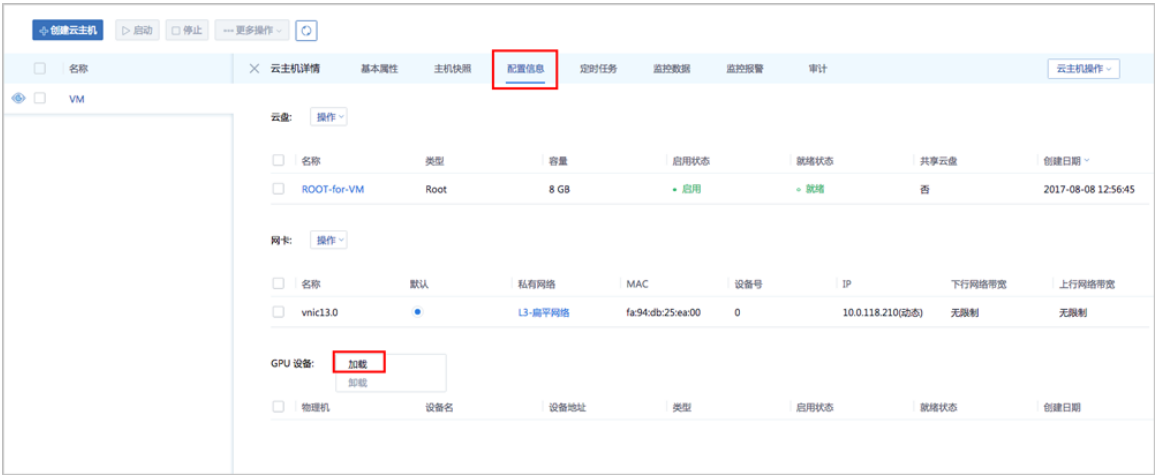 创建云主机 启动 停止 更多操作
名称 云主机详情 基本属性 主机快照 配置信息 定时任务 监控数据 监控报警 审计 云主机操作
VM
云盘: 操作
名称 类型 容量 启用状态 就绪状态 共享云盘 创建日期
ROOT-for-VM Root 8 GB 启用 就绪 否 2017-08-08 12:56:45
网卡: 操作
名称 默认 私有网络 MAC 设备号 IP 下行网络带宽 上行网络带宽
vnic13.0 L3-扁平网络 fa:94:db:25:ea:00 0 10.0.118.210(动态) 无限制 无限制
GPU 设备: 加载
卸载
物理机 设备名 设备地址 类型 启用状态 就绪状态 创建日期